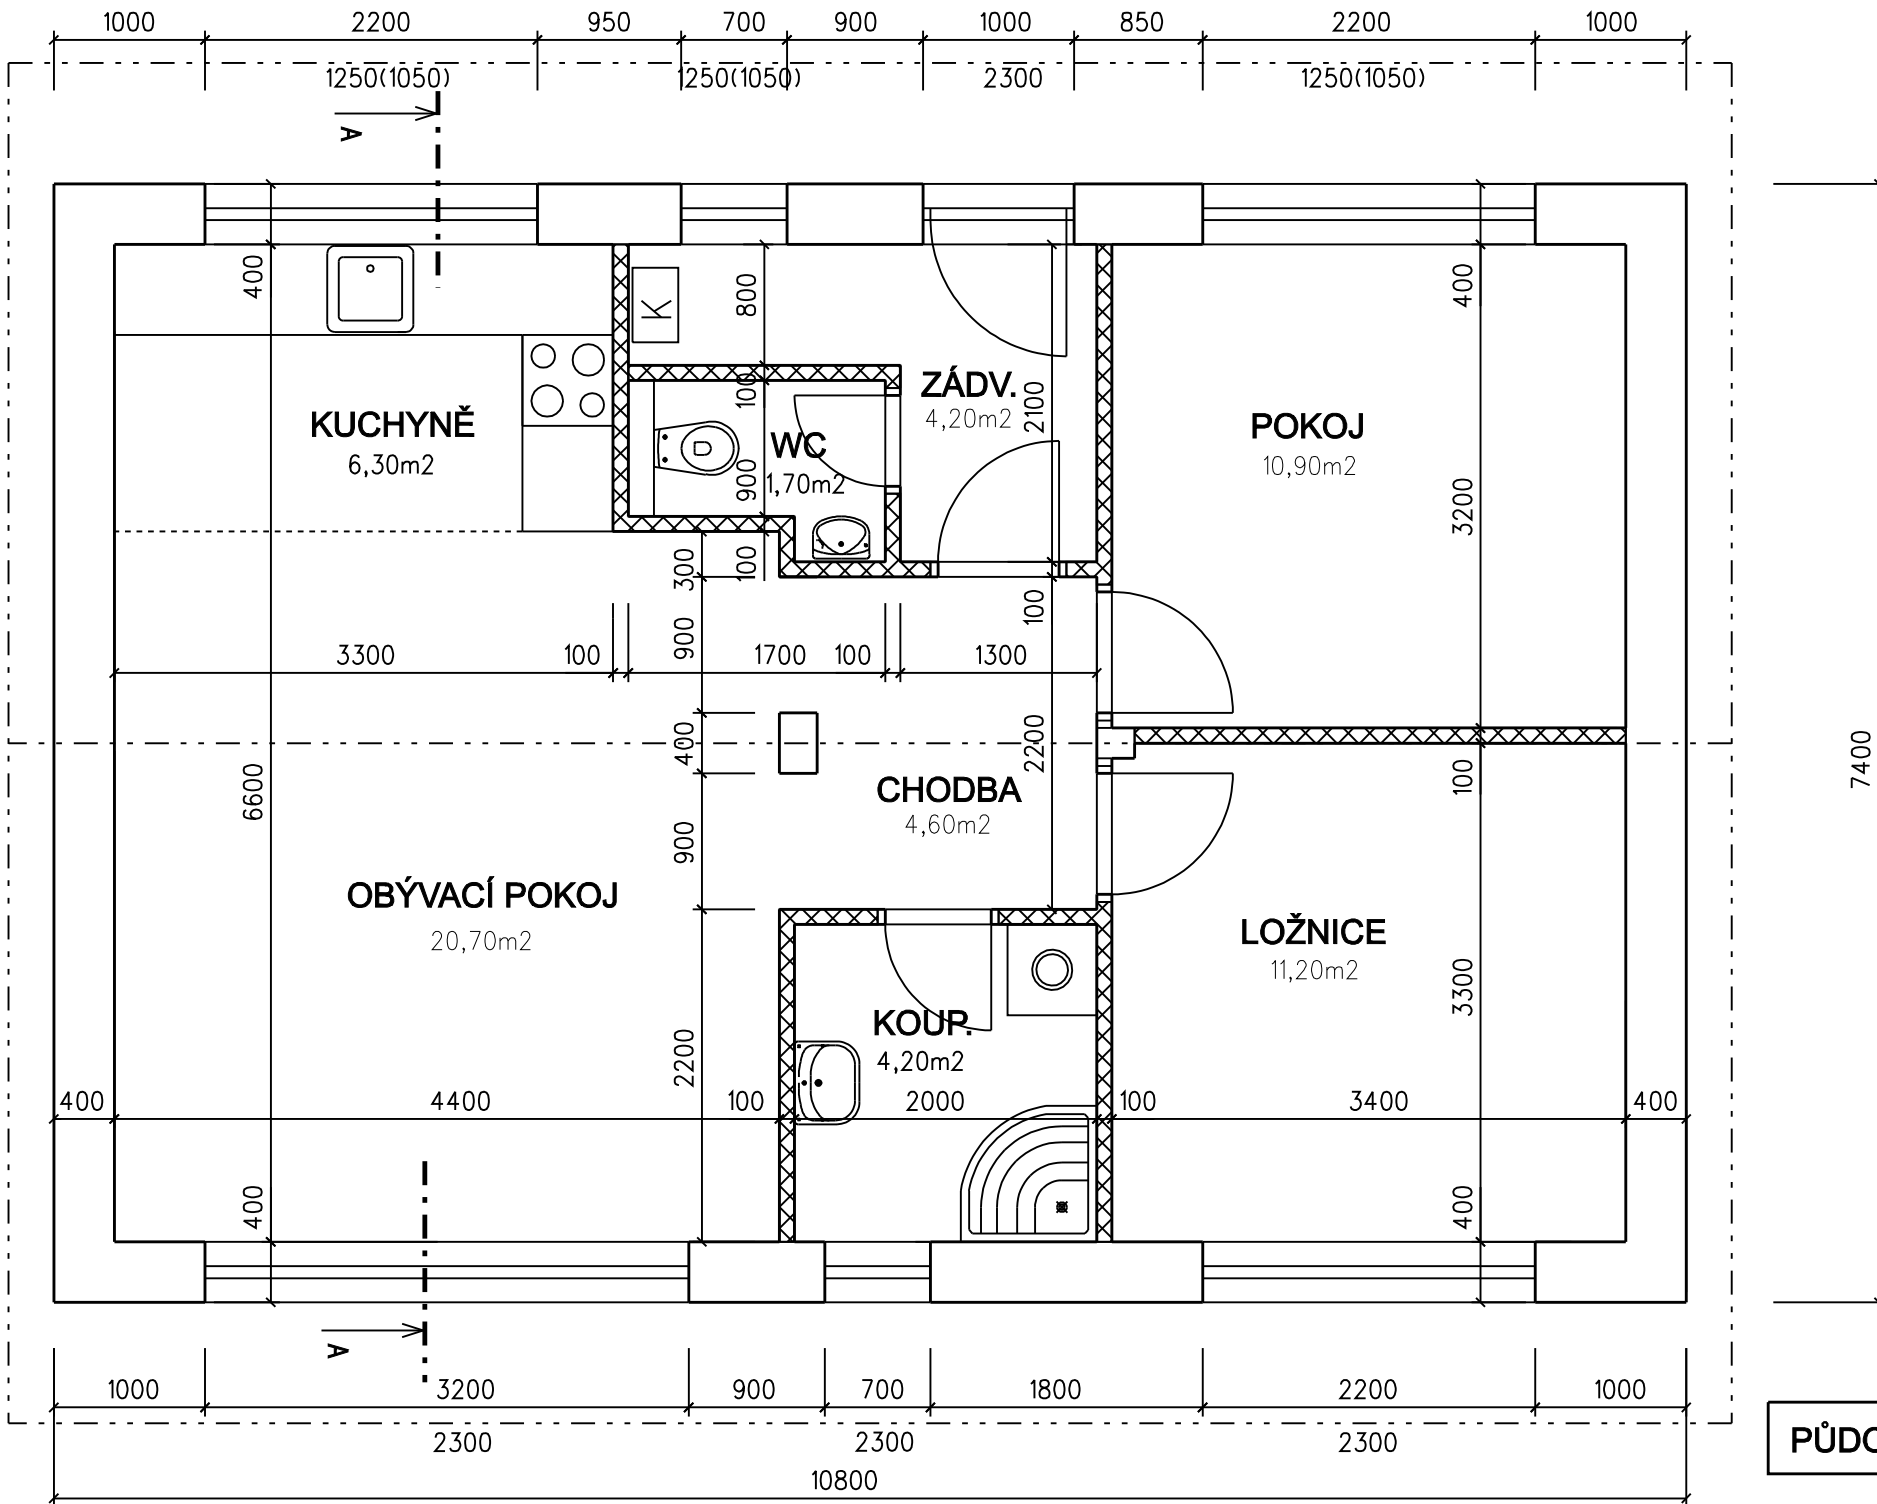 1000 2200 950 700 900 1000 850 2200 1000
1250(1050) 1250(1050) 2300 1250(1050)
A
400 800 400
K
100 ZÁDV. 2100
4,20m2
KUCHYNĚ
6,30m2
WC
1,70m2
900
POKOJ
10,90m2
3200
300 100 100
900
3300 100 1700 100 1300
400 2200
6600 100 7400
CHODBA
4,60m2
900
OBÝVACÍ POKOJ
20,70m2
LOŽNICE
11,20m2
3300
KOUP.
4,20m2
2200
400 4400 100 2000 100 3400 400
400 400
A
1000 3200 900 700 1800 2200 1000
2300 2300 2300
10800
PŮDO